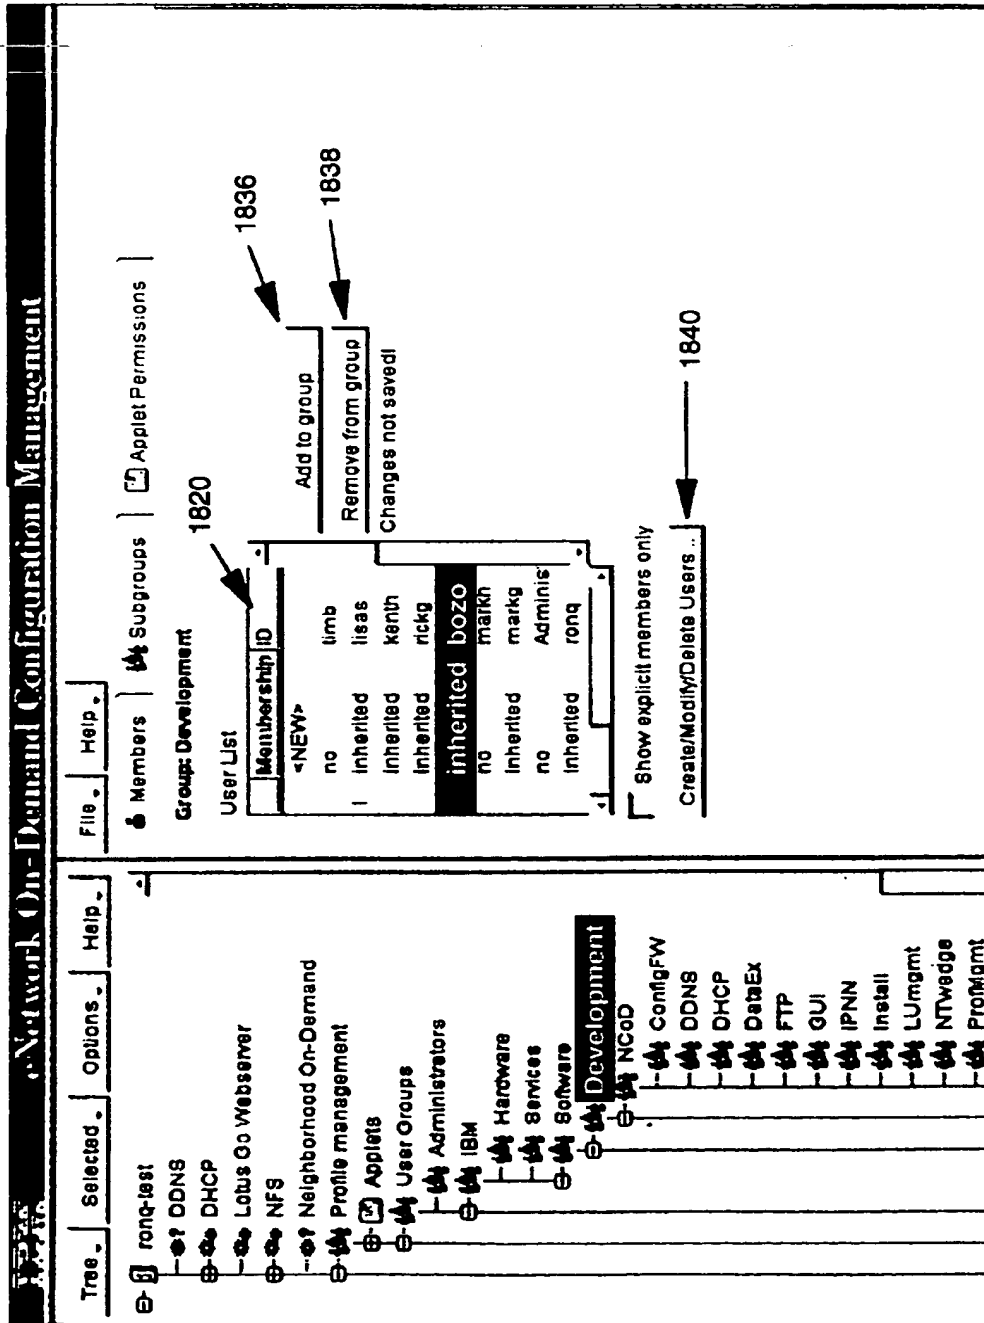 eNetwork On-Demand Configuration Management
Tree Selected Options Help
ronq-test
DDNS
DHCP
Lotus Go Webserver
NFS
Neighborhood On-Demand
Profile management
Applets
User Groups
Administrators
IBM
Hardware
Services
Software
Development
NCoD
ConfigFW
DDNS
DHCP
DataEx
FTP
GUI
IPNN
Install
LUmgmt
NTwedge
ProfMgmt
File Help
Members Subgroups Applet Permissions
Group: Development
User List
1820
Membership ID
<NEW>
no timb
Inherited lisas
Inherited kenth
Inherited rickg
inherited bozo
no markh
Inherited markg
no Adminis
Inherited ronq
Add to group
1836
Remove from group
1838
Changes not saved!
Show explicit members only
Create/Modify/Delete Users ..
1840